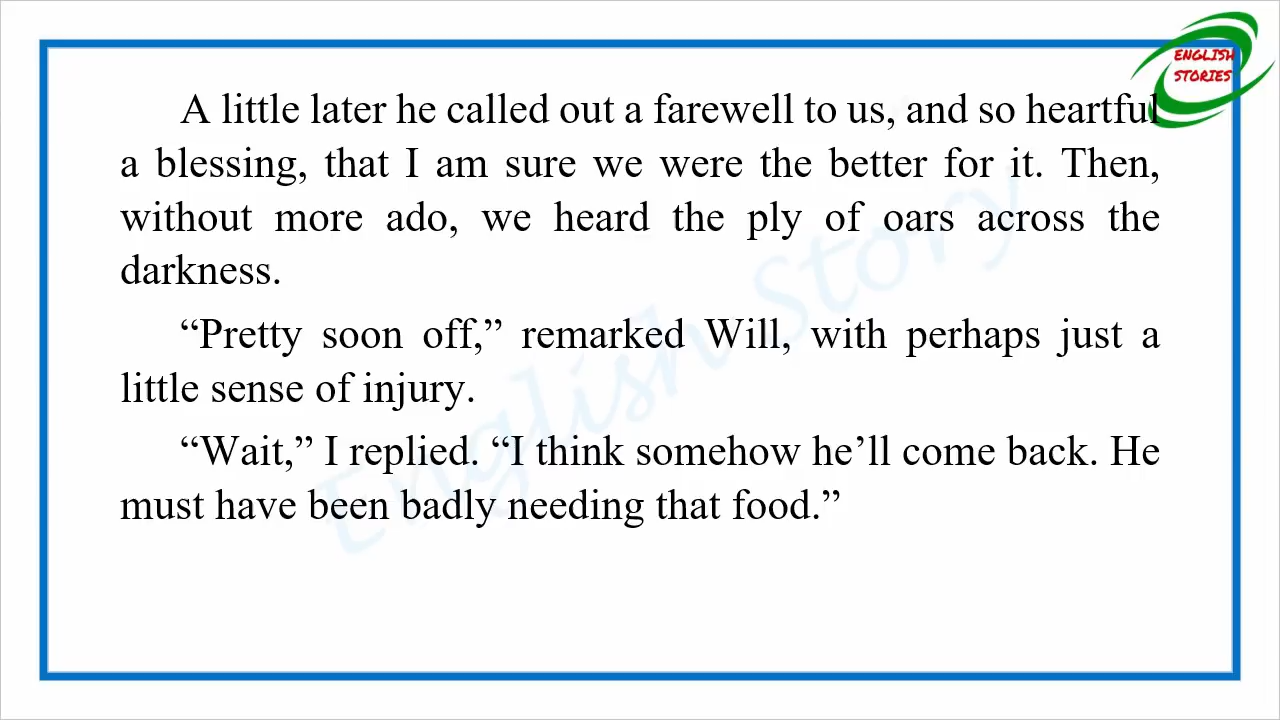 ENGLISH
STORIES
A little later he called out a farewell to us, and so heartful
a blessing, that I am sure we were the better for it. Then,
without more ado, we heard the ply of oars across the
darkness.
“Pretty soon off,” remarked Will, with perhaps just a
little sense of injury.
“Wait,” I replied. “I think somehow he’ll come back. He
must have been badly needing that food.”
English Story